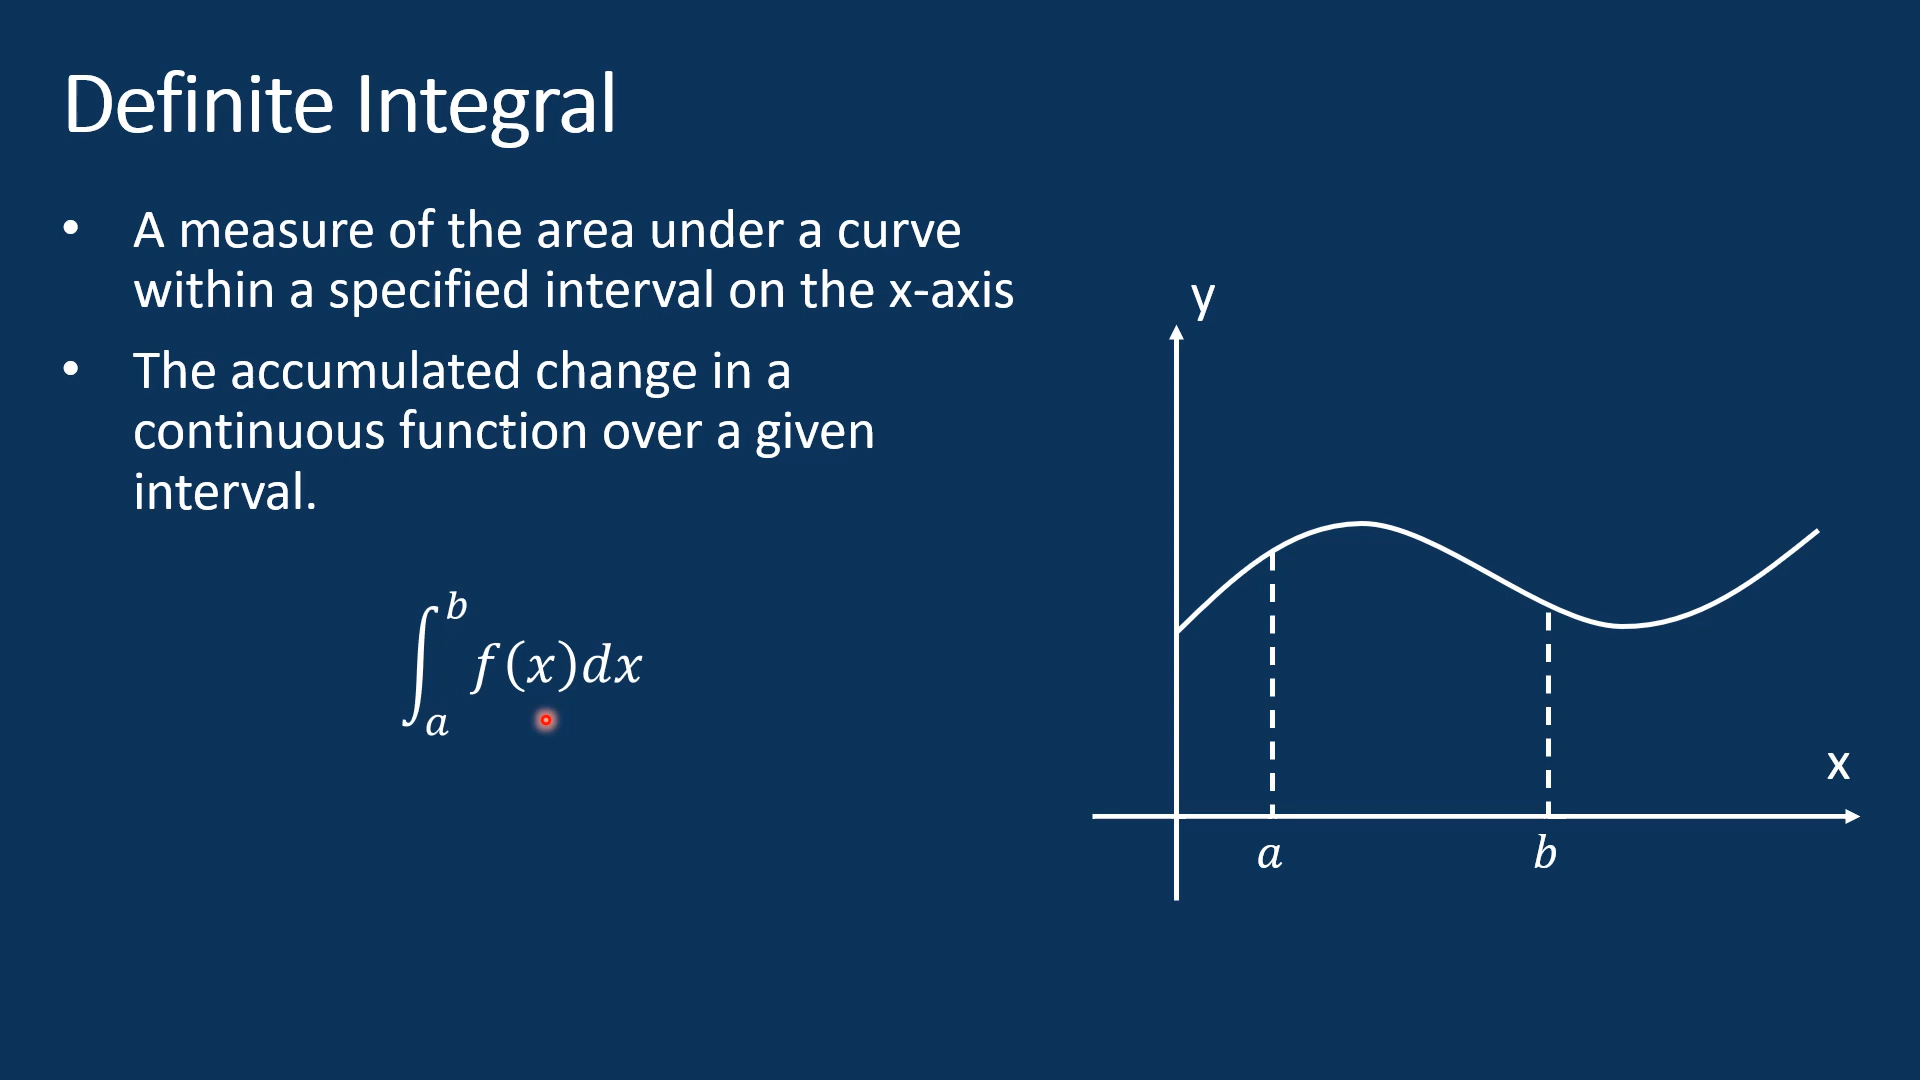 Definite Integral
• A measure of the area under a curve
within a specified interval on the x-axis
• The accumulated change in a
continuous function over a given
interval.
∫_a^b f(x)dx
y
x
a
b